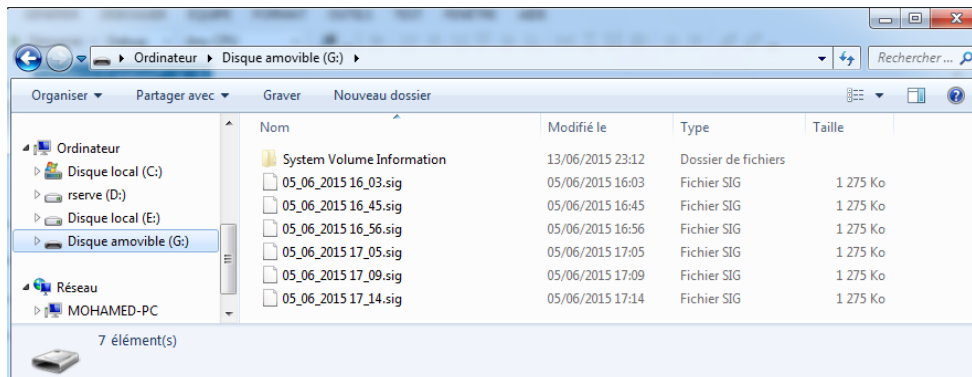 Ordinateur Disque amovible (G:)
Rechercher ...
Organiser Partager avec Graver Nouveau dossier
Nom Modifié le Type Taille
Ordinateur
Disque local (C:)
rserve (D:)
Disque local (E:)
Disque amovible (G:)
Réseau
MOHAMED-PC
System Volume Information 13/06/2015 23:12 Dossier de fichiers
05_06_2015 16_03.sig 05/06/2015 16:03 Fichier SIG 1 275 Ko
05_06_2015 16_45.sig 05/06/2015 16:45 Fichier SIG 1 275 Ko
05_06_2015 16_56.sig 05/06/2015 16:56 Fichier SIG 1 275 Ko
05_06_2015 17_05.sig 05/06/2015 17:05 Fichier SIG 1 275 Ko
05_06_2015 17_09.sig 05/06/2015 17:09 Fichier SIG 1 275 Ko
05_06_2015 17_14.sig 05/06/2015 17:14 Fichier SIG 1 275 Ko
7 élément(s)